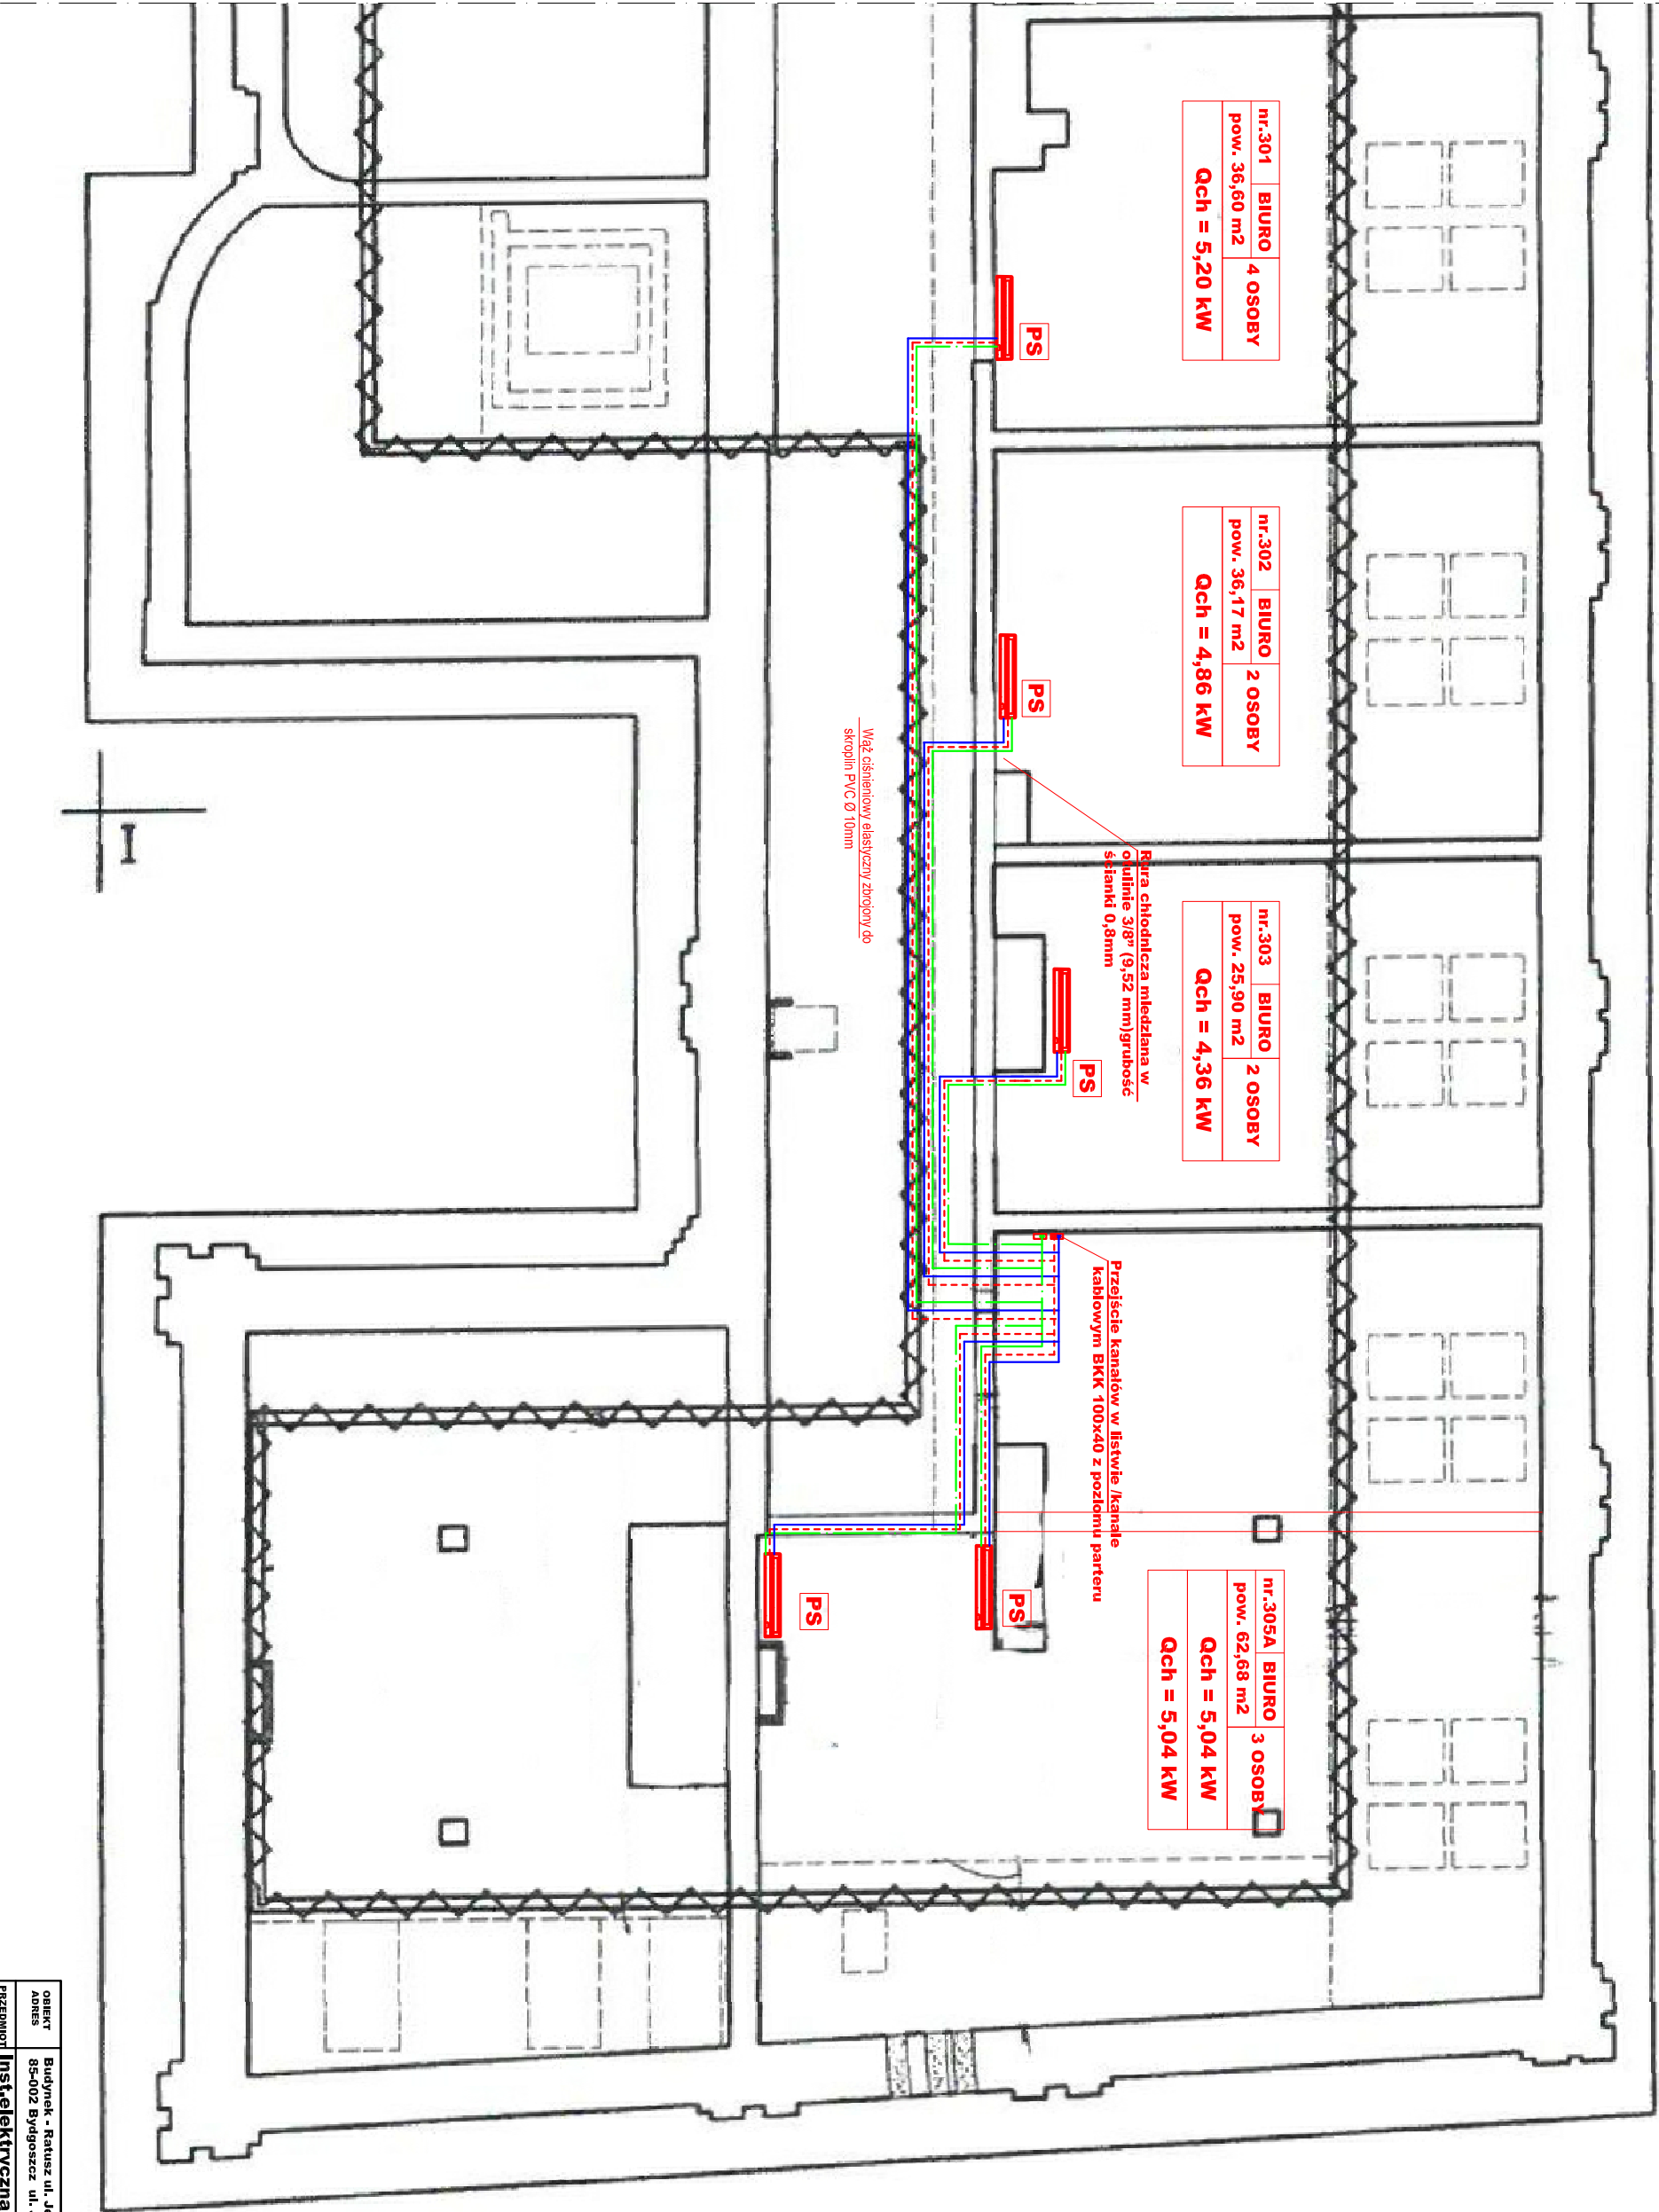 nr.301 BIURO 4 OSOBY
pow. 36,60 m2
Qch = 5,20 kW
PS
nr.302 BIURO 2 OSOBY
pow. 36,17 m2
Qch = 4,86 kW
PS
nr.303 BIURO 2 OSOBY
pow. 25,90 m2
Qch = 4,36 kW
PS
nr.305A BIURO 3 OSOBY
pow. 62,68 m2
Qch = 5,04 kW
Qch = 5,04 kW
PS
PS
Rura chłodnicza miedziana w
otulinie 3/8" (9,52 mm)grubość
ścianki 0,8mm
Przejście kanałów w listwie /kanale
kablowym BKK 100x40 z poziomu parteru
Wąż ciśnieniowy elastyczny zbrojony do
skroplin PVC Ø 10mm
I
OBIEKT
ADRES
Budynek - Ratusz ul.
85-002 Bydgoszcz ul.
PRZEDMIOT
Inst.elektryczna